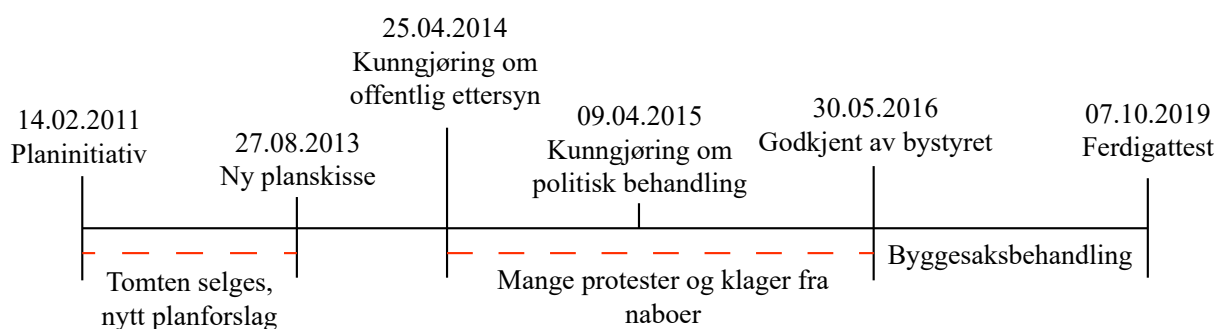 14.02.2011
Planinitiativ
27.08.2013
Ny planskisse
25.04.2014
Kunngjøring om
offentlig ettersyn
09.04.2015
Kunngjøring om
politisk behandling
30.05.2016
Godkjent av bystyret
07.10.2019
Ferdigattest
Tomten selges,
nytt planforslag
Mange protester og klager fra
naboer
Byggesaksbehandling